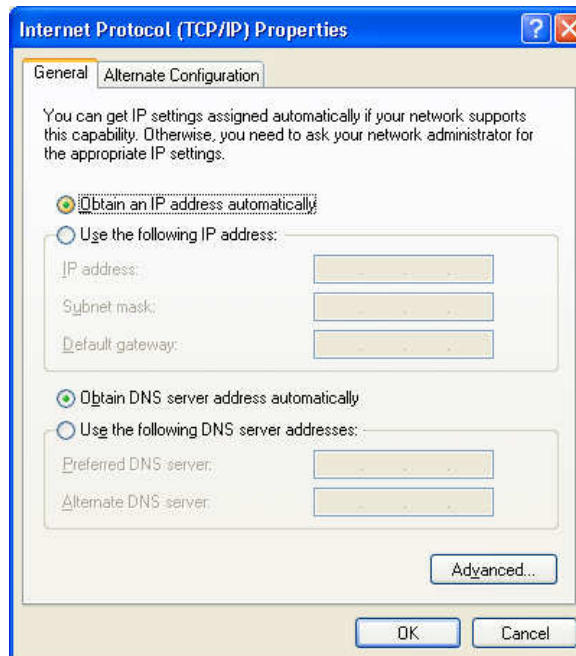 Internet Protocol (TCP/IP) Properties
General
Alternate Configuration
You can get IP settings assigned automatically if your network supports
this capability. Otherwise, you need to ask your network administrator for
the appropriate IP settings.
Obtain an IP address automatically
Use the following IP address:
IP address:
Subnet mask:
Default gateway:
Obtain DNS server address automatically
Use the following DNS server addresses:
Preferred DNS server:
Alternate DNS server:
Advanced...
OK
Cancel